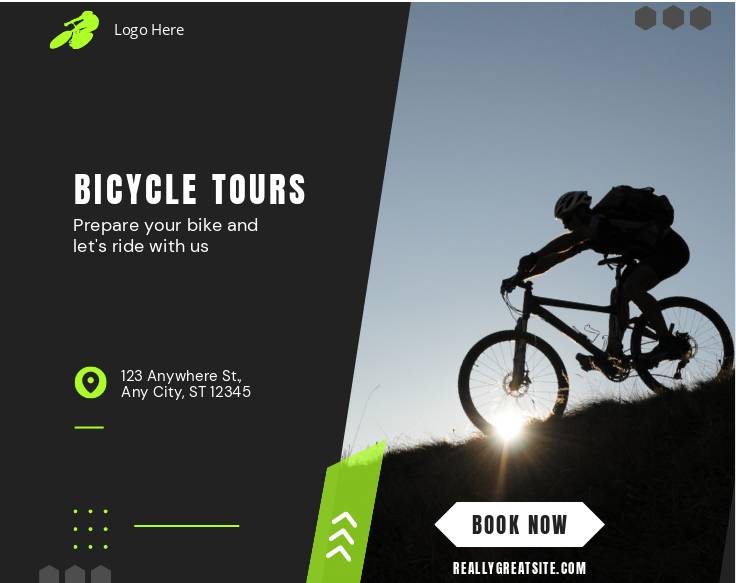 Logo Here
BICYCLE TOURS
Prepare your bike and
let's ride with us
123 Anywhere St.,
Any City, ST 12345
BOOK NOW
REALLYGREATSITE.COM